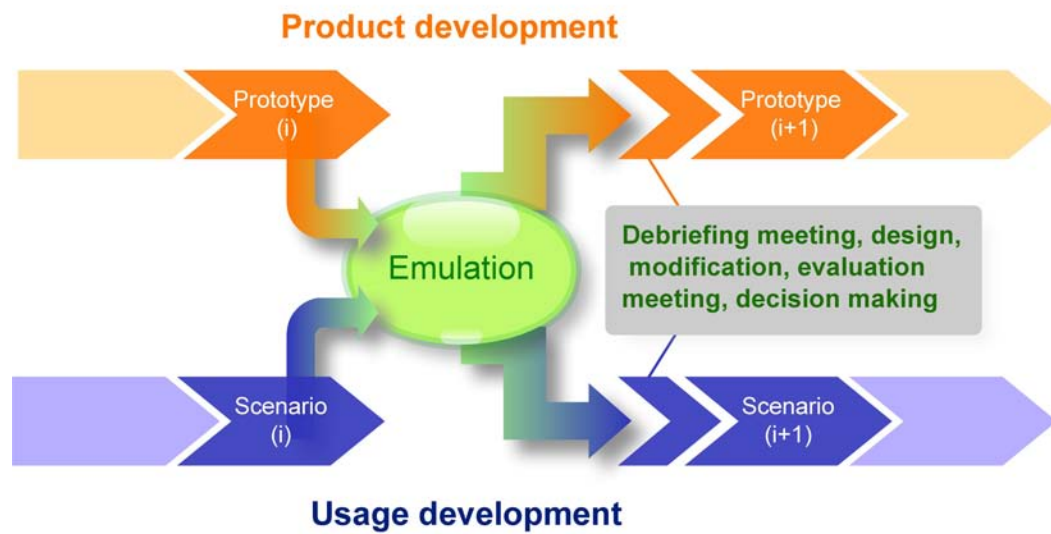 Product development
Prototype
(i)
Prototype
(i+1)
Emulation
Debriefing meeting, design,
modification, evaluation
meeting, decision making
Scenario
(i)
Scenario
(i+1)
Usage development